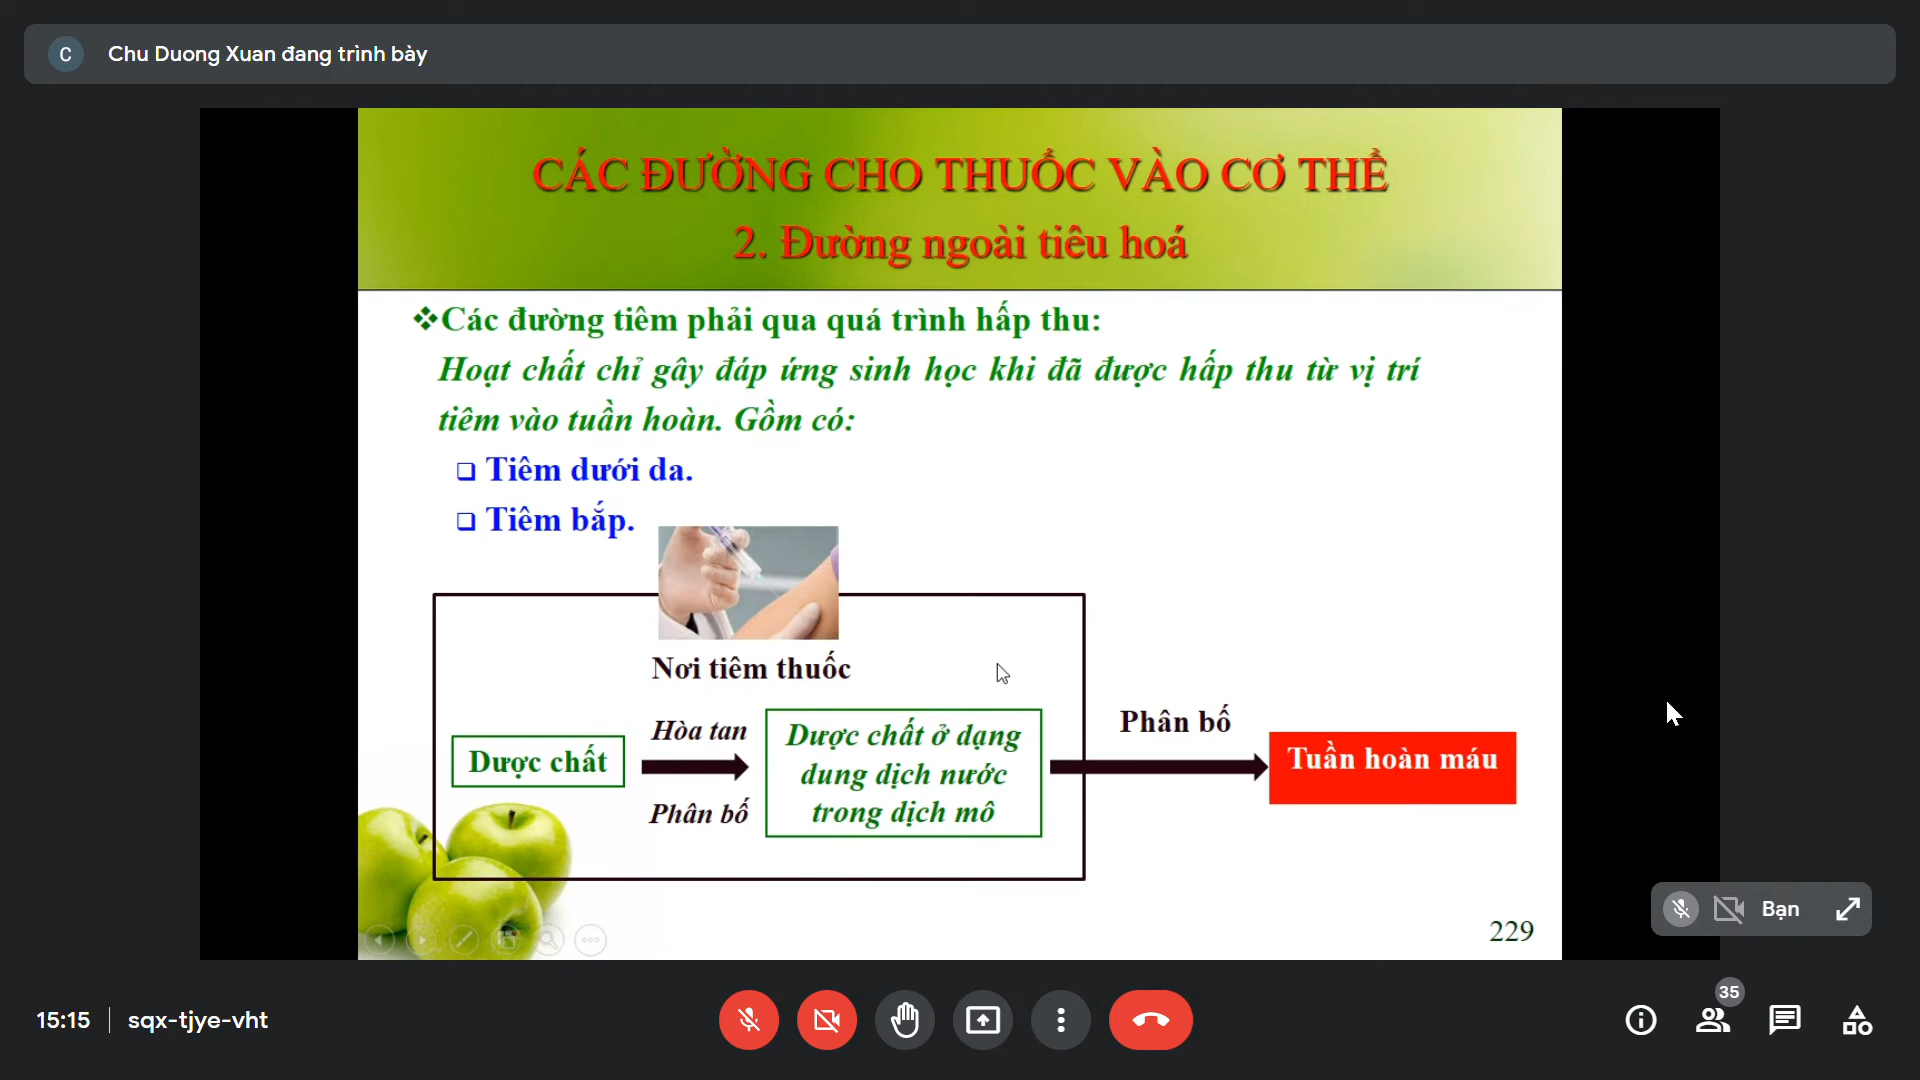 C Chu Duong Xuan đang trình bày
CÁC ĐƯỜNG CHO THUỐC VÀO CƠ THỂ
2. Đường ngoài tiêu hoá
❖Các đường tiêm phải qua quá trình hấp thu:
Hoạt chất chỉ gây đáp ứng sinh học khi đã được hấp thu từ vị trí
tiêm vào tuần hoàn. Gồm có:
❑ Tiêm dưới da.
❑ Tiêm bắp.
Nơi tiêm thuốc
Dược chất
Hòa tan
Phân bố
Dược chất ở dạng
dung dịch nước
trong dịch mô
Phân bố
Tuần hoàn máu
229
Bạn
15:15 | sqx-tjye-vht
35